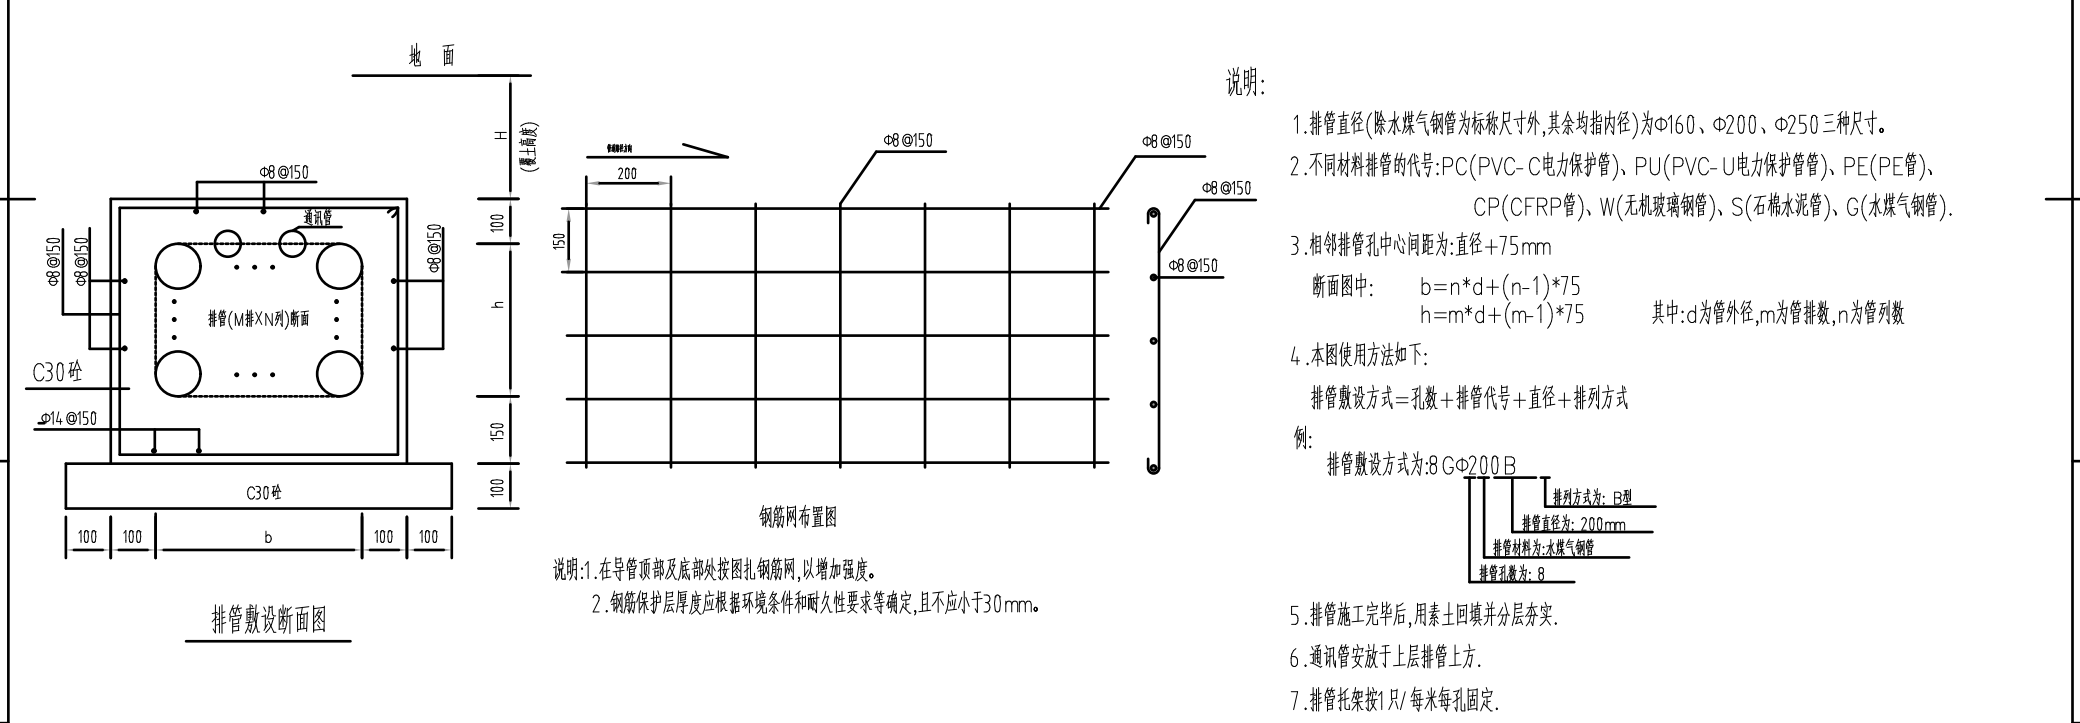 地 面
H
(覆土高度)
Φ8@150
通讯管
Φ8@150
Φ8@150
Φ8@150
100
h
150
100
排管(M排×N列)断面
C30砼
Φ14@150
C30砼
100
100
b
100
100
排管敷设断面图
200
150
Φ8@150
Φ8@150
Φ8@150
Φ8@150
钢筋网布置图
说明:1.在导管顶部及底部处按图扎钢筋网,以增加强度。
2.钢筋保护层厚度应根据环境条件和耐久性要求等确定,且不应小于30mm。
说明:
1.排管直径(除水煤气钢管为标称尺寸外,其余均指内径)为Φ160、Φ200、Φ250三种尺寸。
2.不同材料排管的代号:PC(PVC-C电力保护管)、PU(PVC-U电力保护管管)、PE(PE管)、
CP(CFRP管)、W(无机玻璃钢管)、S(石棉水泥管)、G(水煤气钢管).
3.相邻排管孔中心间距为:直径+75mm
断面图中: b=n*d+(n-1)*75
h=m*d+(m-1)*75 其中:d为管外径,m为管排数,n为管列数
4.本图使用方法如下:
排管敷设方式=孔数+排管代号+直径+排列方式
例:
排管敷设方式为:8GΦ200B
排列方式为: B型
排管直径为: 200mm
排管材料为:水煤气钢管
排管孔数为: 8
5.排管施工完毕后,用素土回填并分层夯实.
6.通讯管安放于上层排管上方.
7.排管托架按1只/每米每孔固定.